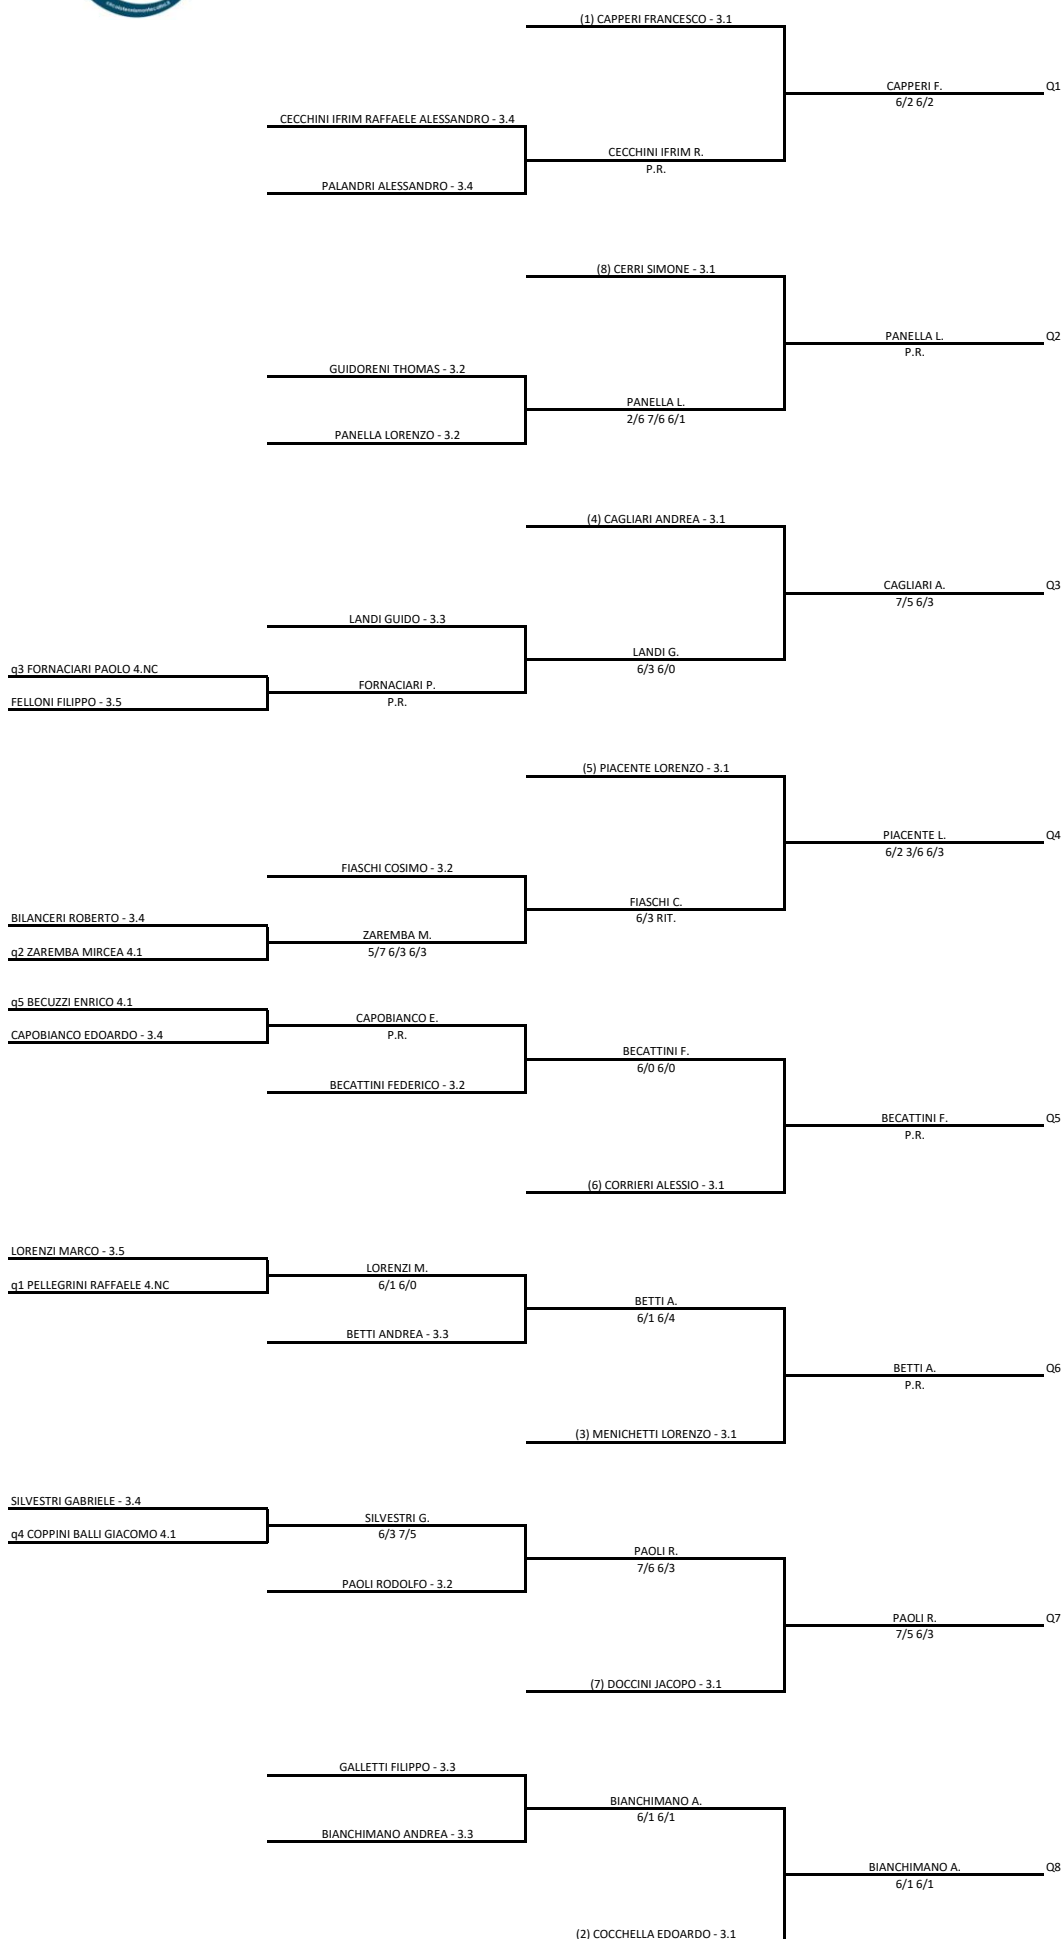 (1) CAPPERI FRANCESCO - 3.1
CAPPERI F. Q1
6/2 6/2
CECCHINI IFRIM RAFFAELE ALESSANDRO - 3.4
CECCHINI IFRIM R.
P.R.
PALANDRI ALESSANDRO - 3.4
(8) CERRI SIMONE - 3.1
PANELLA L. Q2
P.R.
GUIDORENI THOMAS - 3.2
PANELLA L.
2/6 7/6 6/1
PANELLA LORENZO - 3.2
(4) CAGLIARI ANDREA - 3.1
CAGLIARI A. Q3
7/5 6/3
LANDI GUIDO - 3.3
LANDI G.
6/3 6/0
q3 FORNACIARI PAOLO 4.NC
FORNACIARI P.
P.R.
FELLONI FILIPPO - 3.5
(5) PIACENTE LORENZO - 3.1
PIACENTE L. Q4
6/2 3/6 6/3
FIASCHI COSIMO - 3.2
FIASCHI C.
6/3 RIT.
BILANCERI ROBERTO - 3.4
ZAREMBA M.
5/7 6/3 6/3
q2 ZAREMBA MIRCEA 4.1
q5 BECUZZI ENRICO 4.1
CAPOBIANCO E.
P.R.
CAPOBIANCO EDOARDO - 3.4
BECATTINI F.
6/0 6/0
BECATTINI FEDERICO - 3.2
BECATTINI F. Q5
P.R.
(6) CORRIERI ALESSIO - 3.1
LORENZI MARCO - 3.5
LORENZI M.
6/1 6/0
q1 PELLEGRINI RAFFAELE 4.NC
BETTI A.
6/1 6/4
BETTI ANDREA - 3.3
BETTI A. Q6
P.R.
(3) MENICHETTI LORENZO - 3.1
SILVESTRI GABRIELE - 3.4
SILVESTRI G.
6/3 7/5
q4 COPPINI BALLI GIACOMO 4.1
PAOLI R.
7/6 6/3
PAOLI RODOLFO - 3.2
PAOLI R. Q7
7/5 6/3
(7) DOCCINI JACOPO - 3.1
GALLETTI FILIPPO - 3.3
BIANCHIMANO A.
6/1 6/1
BIANCHIMANO ANDREA - 3.3
BIANCHIMANO A. Q8
6/1 6/1
(2) COCCHELLA EDOARDO - 3.1